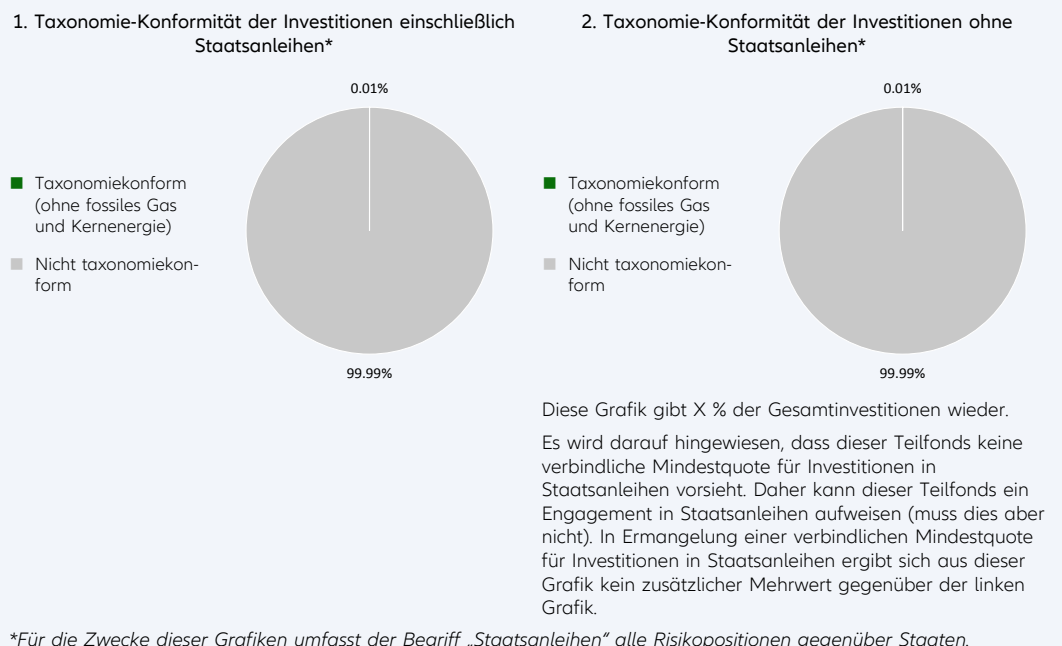 1. Taxonomie-Konformität der Investitionen einschließlich
Staatsanleihen*
0.01%
Taxonomiekonform
(ohne fossiles Gas
und Kernenergie)
Nicht taxonomiekon-
form
99.99%
2. Taxonomie-Konformität der Investitionen ohne
Staatsanleihen*
0.01%
Taxonomiekonform
(ohne fossiles Gas
und Kernenergie)
Nicht taxonomiekon-
form
99.99%
Diese Grafik gibt X % der Gesamtinvestitionen wieder.
Es wird darauf hingewiesen, dass dieser Teilfonds keine
verbindliche Mindestquote für Investitionen in
Staatsanleihen vorsieht. Daher kann dieser Teilfonds ein
Engagement in Staatsanleihen aufweisen (muss dies aber
nicht). In Ermangelung einer verbindlichen Mindestquote
für Investitionen in Staatsanleihen ergibt sich aus dieser
Grafik kein zusätzlicher Mehrwert gegenüber der linken
Grafik.
*Für die Zwecke dieser Grafiken umfasst der Begriff „Staatsanleihen“ alle Risikopositionen gegenüber Staaten.